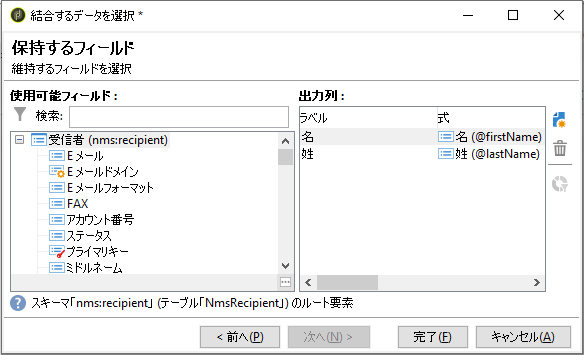 結合するデータを選択 *
保持するフィールド
維持するフィールドを選択
使用可能フィールド :
出力列 :
検索:
受信者 (nms:recipient)
Eメール
Eメールドメイン
Eメールフォーマット
FAX
アカウント番号
ステータス
プライマリキー
ミドルネーム
ラベル 式
名 名 (@firstName)
姓 姓 (@lastName)
スキーマ「nms:recipient」 (テーブル「NmsRecipient」) のルート要素
< 前へ(P)
次へ(N) >
完了(F)
キャンセル(A)